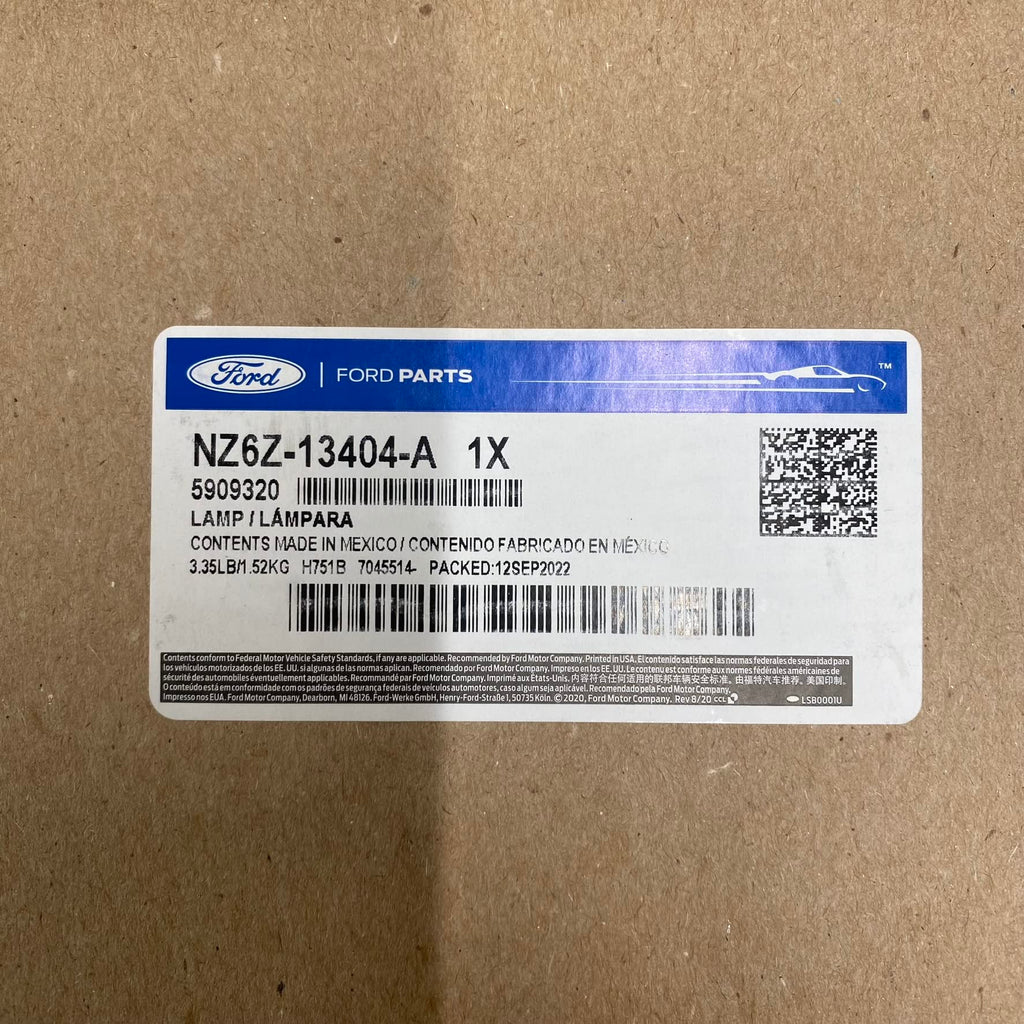 Ford | FORD PARTS ™
NZ6Z-13404-A 1X
5909320
LAMP / LÁMPARA
CONTENTS MADE IN MEXICO / CONTENIDO FABRICADO EN MÉXICO
3.35LB/1.52KG H751B 7045514- PACKED:12SEP2022
Contents conform to Federal Motor Vehicle Safety Standards, if any are applicable. Recommended by Ford Motor Company. Printed in USA. El contenido satisface las normas federales de seguridad para
los vehículos motorizados de los EE. UU, si algunas de las normas aplican. Recomendado por Ford Motor Company. Impreso en los EE. UU. Le contenu est conforme aux normes fédérales américaines de
sécurité des automobiles éventuellement applicables. Recommandé par Ford Motor Company. Imprimé aux États-Unis. 内容符合任何适用的联邦车辆安全标准。由福特汽车推荐。美国印制.
O conteúdo está em conformidade com os padrões de segurança federais de veículos automotores, caso algum seja aplicável. Recomendado pela Ford Motor Company.
Impresso nos EUA. Ford Motor Company, Dearborn, MI 48126. Ford-Werke GmbH, Henry-Ford-Straße 1, 50735 Köln. © 2020, Ford Motor Company. Rev 8/20 CCL LSB0001U